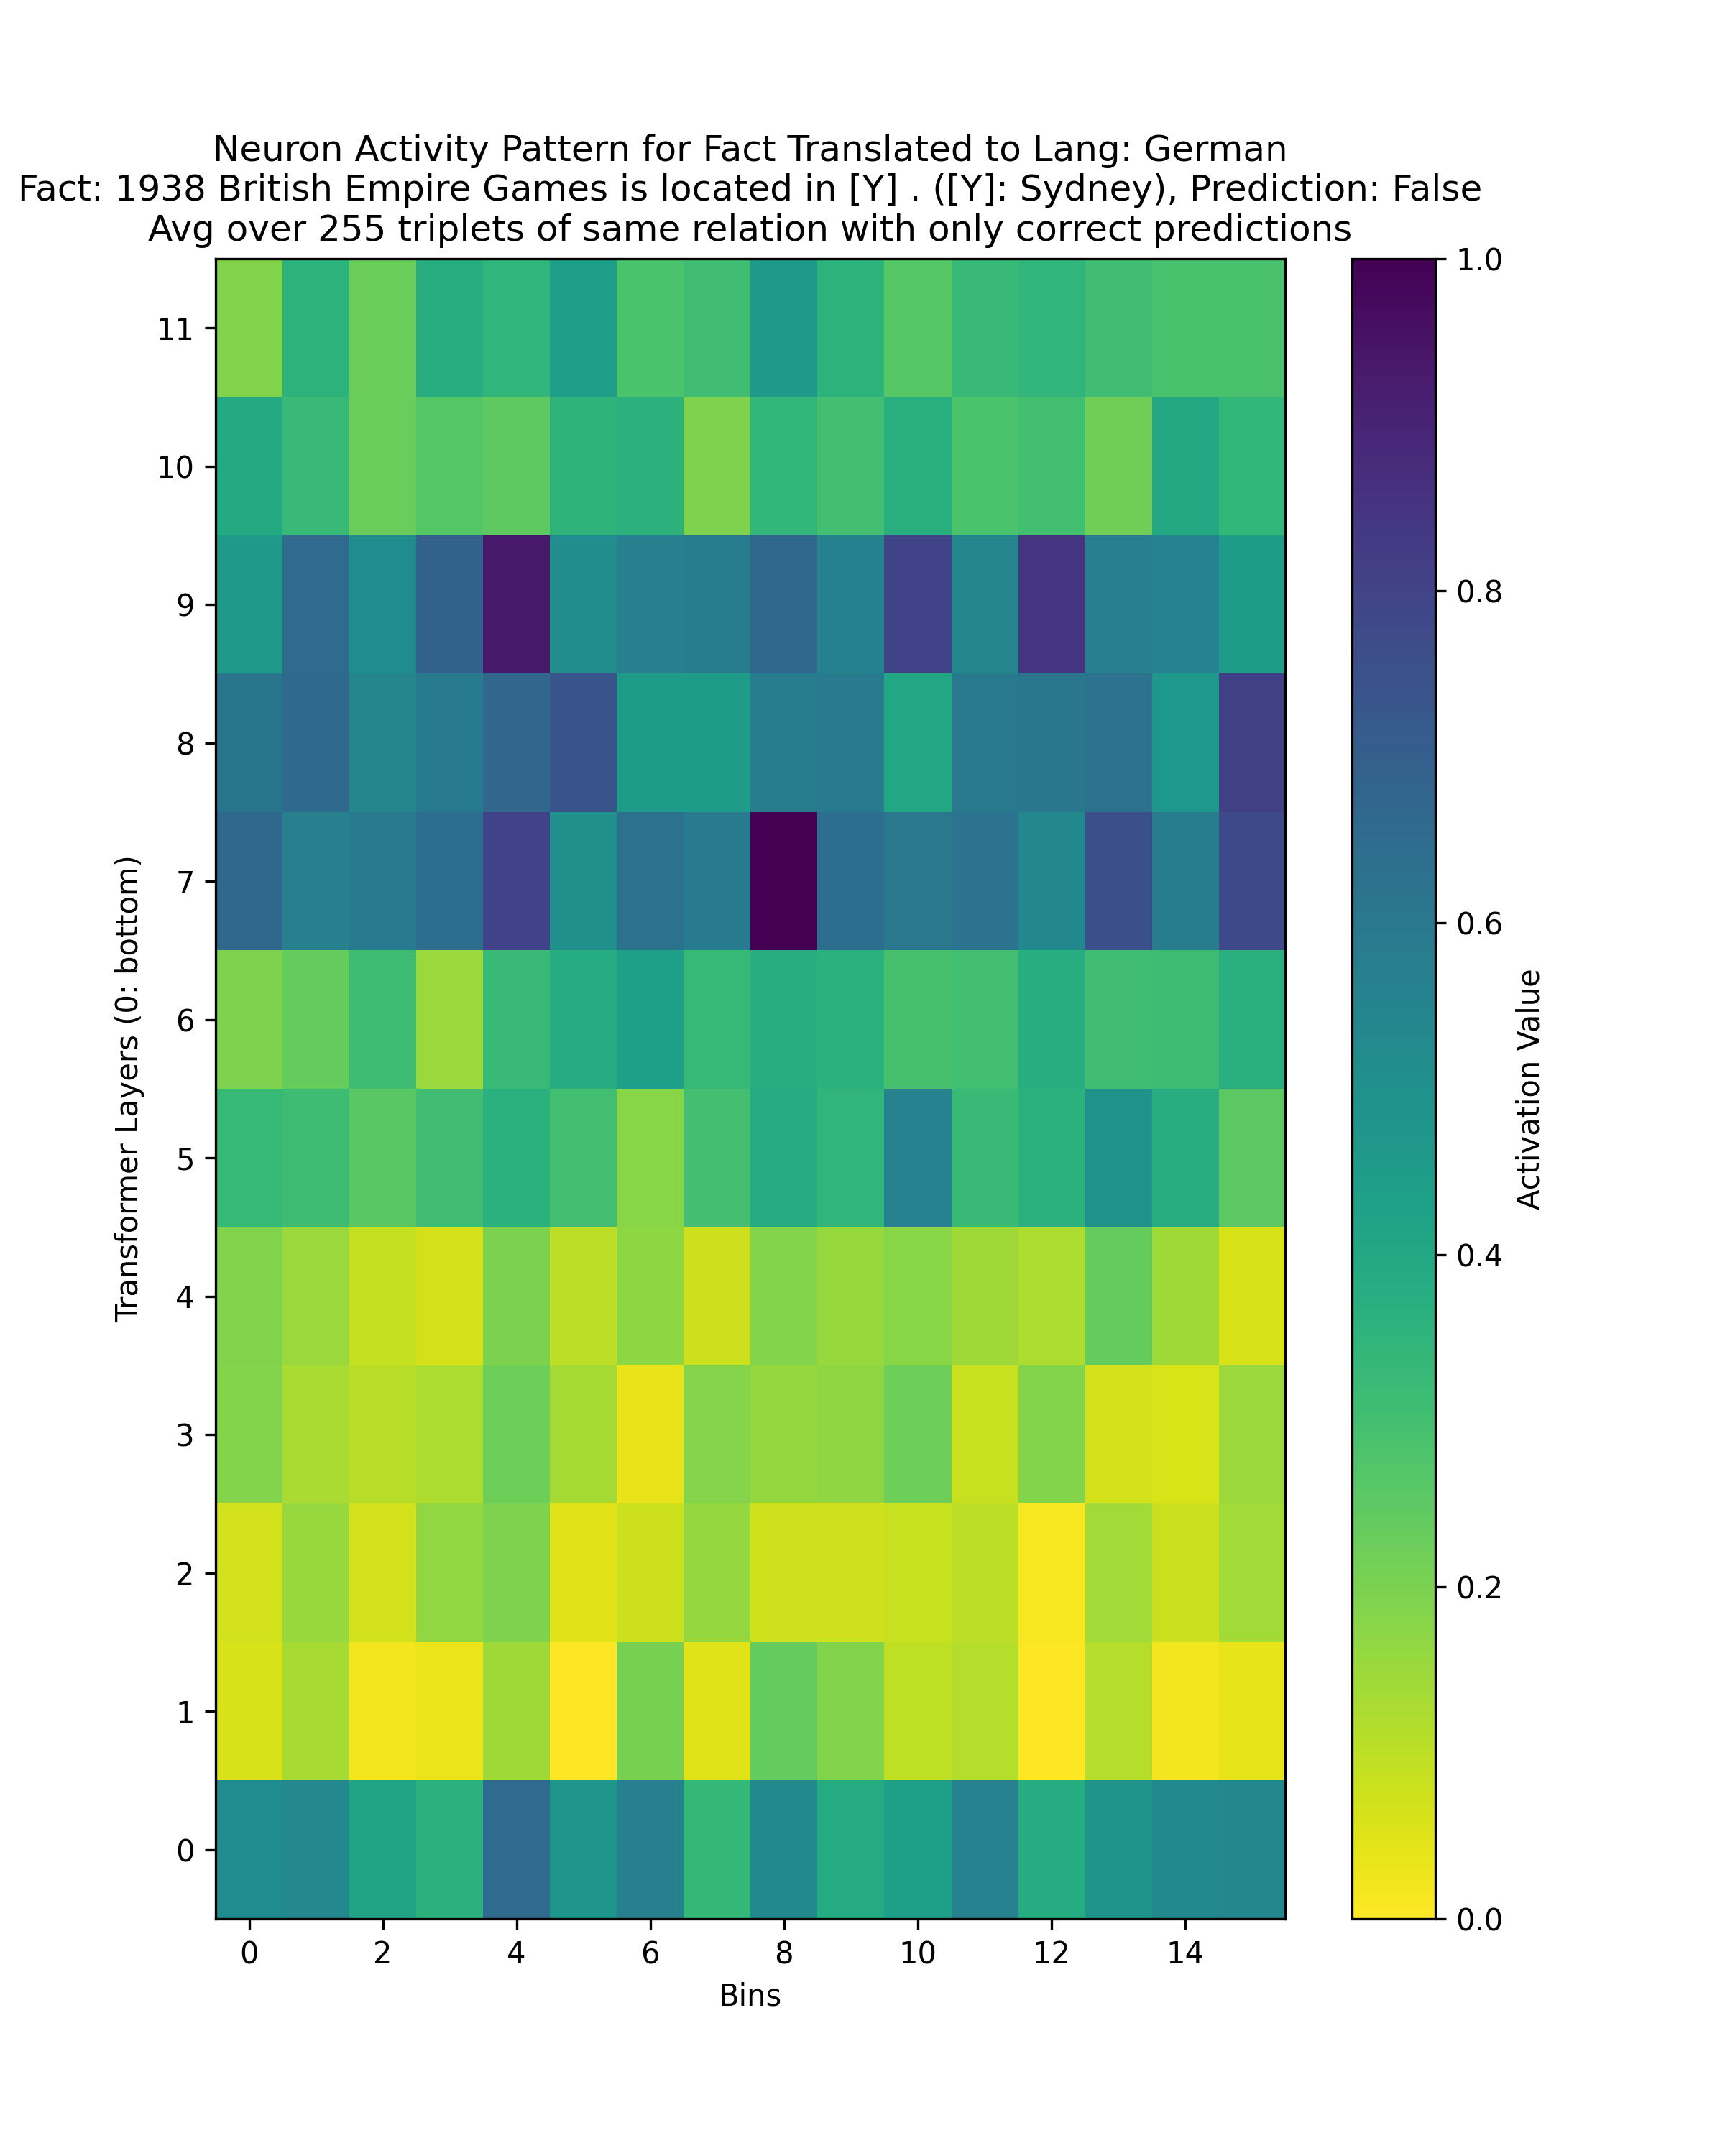 Neuron Activity Pattern for Fact Translated to Lang: German
Fact: 1938 British Empire Games is located in [Y] . ([Y]: Sydney), Prediction: False
Avg over 255 triplets of same relation with only correct predictions
1.0
11
10
9
0.8
8
7
0.6
6
5
0.4
4
3
0.2
2
1
0
0.0
Transformer Layers (0: bottom)
Activation Value
0 2 4 6 8 10 12 14
Bins